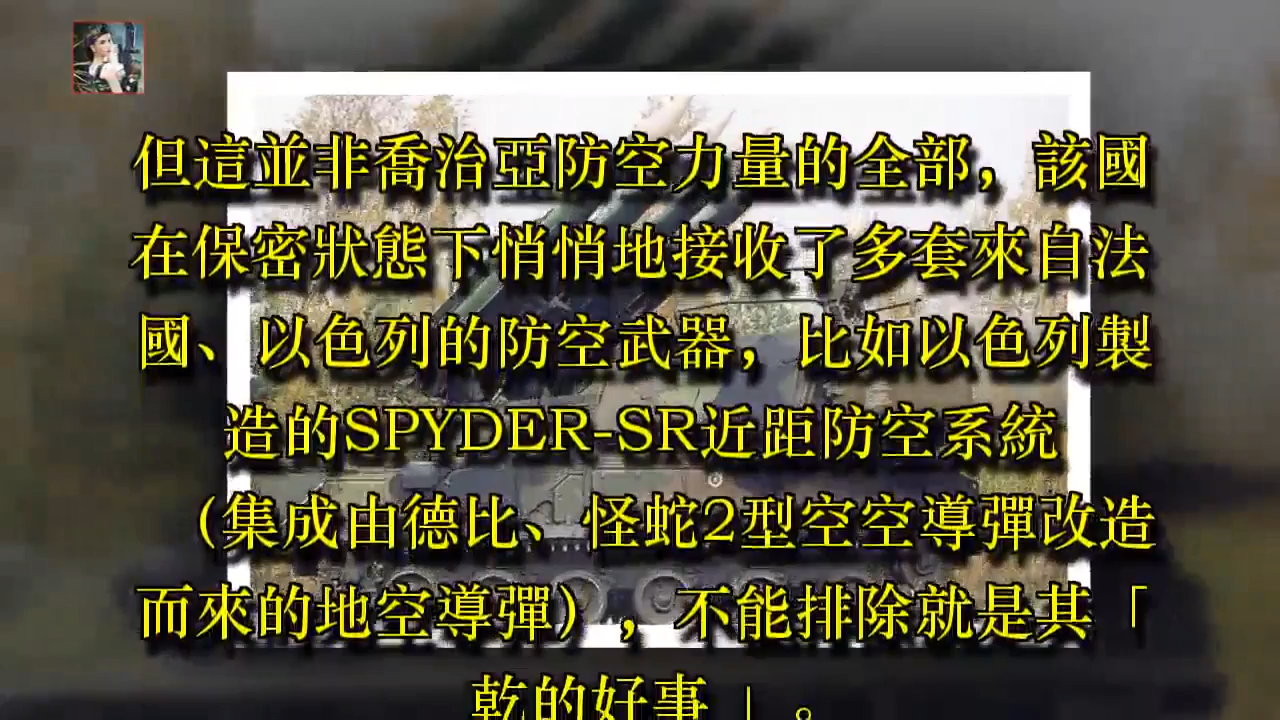 但這並非喬治亞防空力量的全部，該國
在保密狀態下悄悄地接收了多套來自法
國、以色列的防空武器，比如以色列製
造的SPYDER-SR近距防空系統
（集成由德比、怪蛇2型空空導彈改造
而來的地空導彈），不能排除就是其「
乾的好事」。